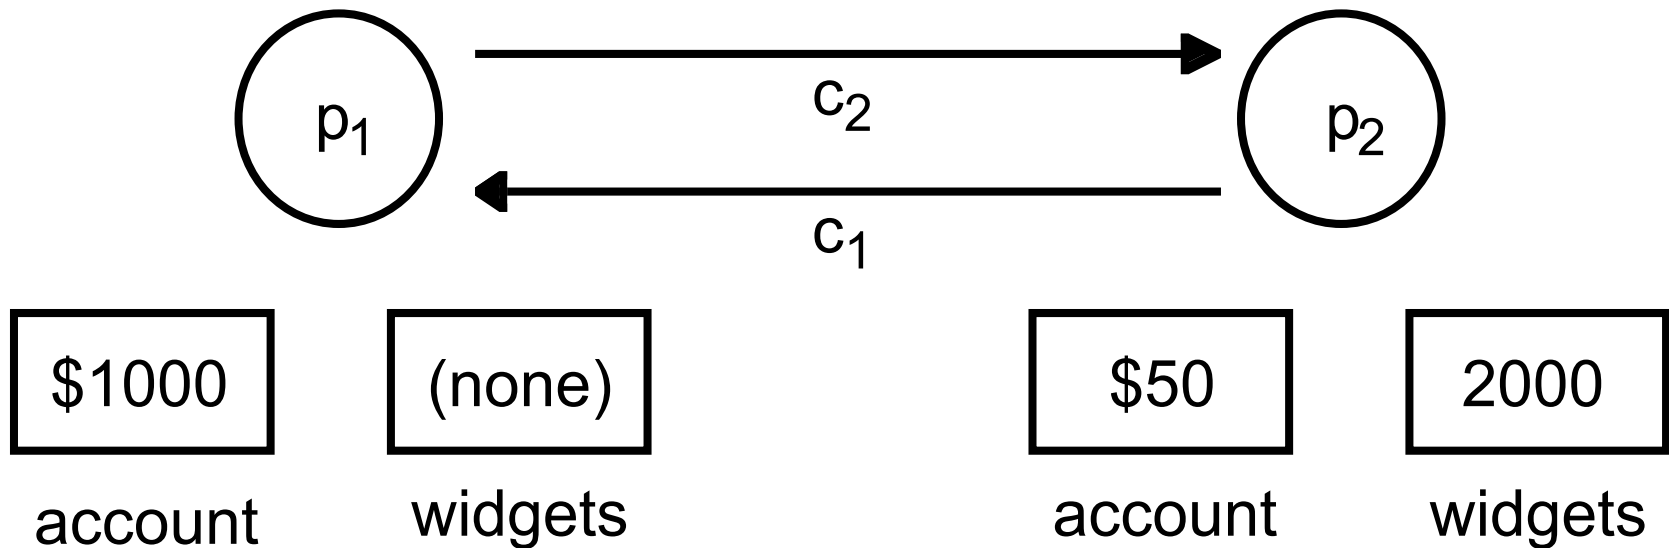 p1
c2
p2
c1
$1000
(none)
$50
2000
account
widgets
account
widgets